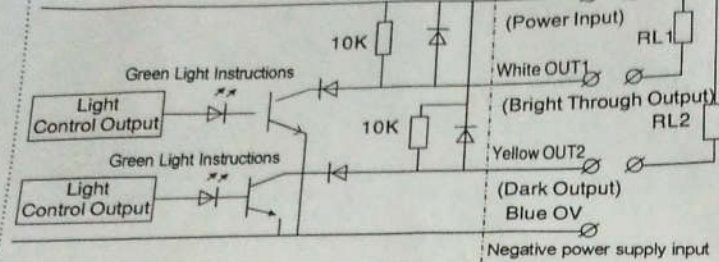 (Power Input)
RL1
10K
White OUT1
Green Light Instructions
(Bright Through Output)
Light
Control Output
RL2
10K
Green Light Instructions
Yellow OUT2
Light
Control Output
(Dark Output)
Blue OV
Negative power supply input